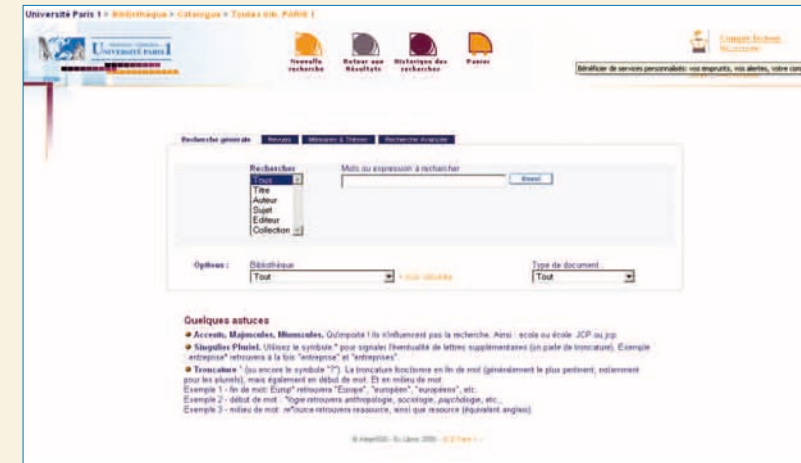 Université Paris 1 > Bibliothèque > Catalogue > Toutes bib. PARIS 1
UNIVERSITÉ PARIS 1
Nouvelle recherche
Retour aux Résultats
Historique des recherches
Panier
Compte lecteur
Bénéficier de services personnalisés: vos emprunts, vos alertes, votre
Recherche générale Revues Mémoires & Thèses Recherche Avancée
Rechercher Mots ou expression à rechercher
Tous
Titre
Auteur
Sujet
Editeur
Collection
Options : Bibliothèque Type de document :
Tout Tout
Quelques astuces
Accents, Majuscules, Minuscules. Qu'importe ! Ils n'influencent pas la recherche. Ainsi : ecole ou école. JCP ou jcp.
Singulier Pluriel. Utilisez le symbole * pour signaler l'éventualité de lettres supplémentaires (on parle de troncature). Exemple
: entreprise* retrouvera à la fois "entreprise" et "entreprises".
Troncature * (ou encore le symbole "?"). La troncature fonctionne en fin de mot (généralement le plus pertinent, notamment
pour les pluriels), mais également en début de mot. Et en milieu de mot.
Exemple 1 - fin de mot: Europ* retrouvera "Europe", "européen", "européens", etc.
Exemple 2 - début de mot : *logie retrouvera anthropologie, sociologie, psychologie, etc...
Exemple 3 - milieu de mot: re*ource retrouvera ressource, ainsi que resource (équivalent anglais).